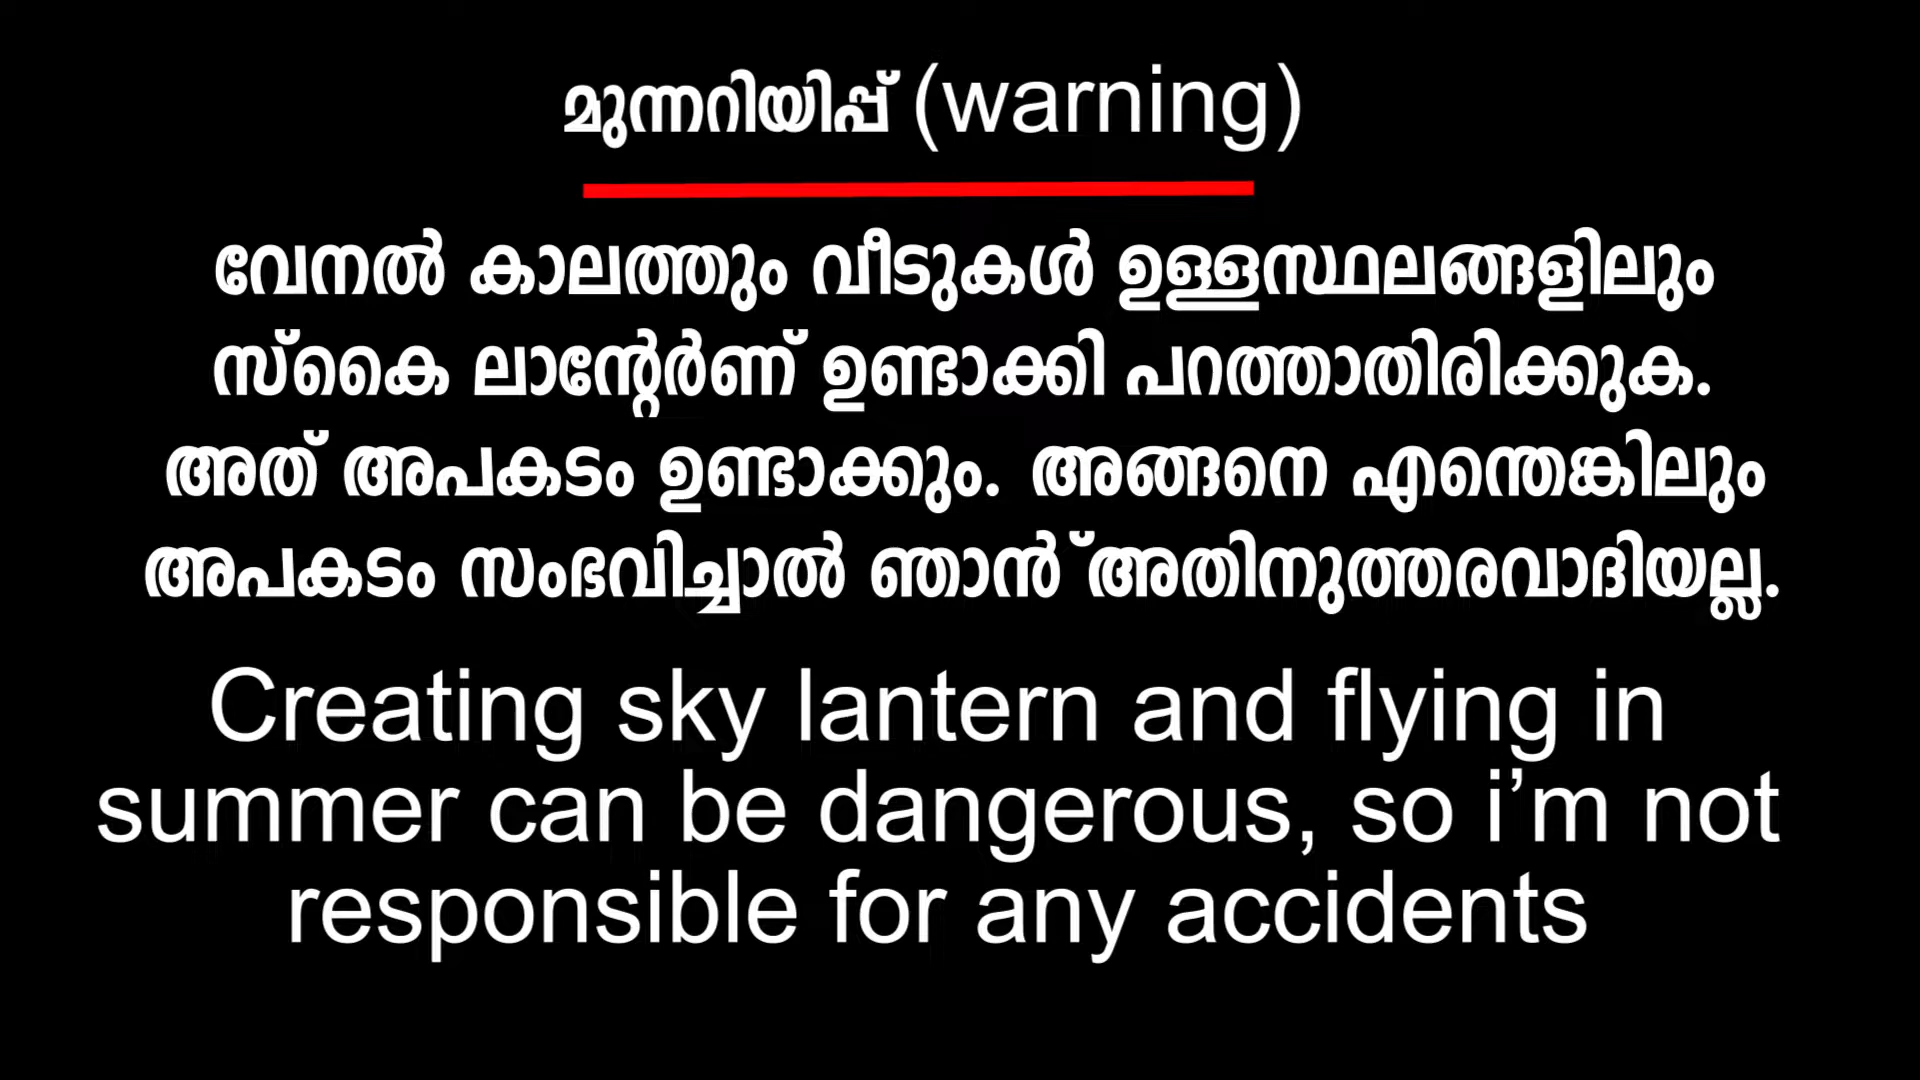 മുന്നറിയിപ്പ് (warning)
വേനൽ കാലത്തും വീടുകൾ ഉള്ളസ്ഥലങ്ങളിലും
സ്കൈ ലാന്റേർണ് ഉണ്ടാക്കി പറത്താതിരിക്കുക.
അത് അപകടം ഉണ്ടാക്കും. അങ്ങനെ എന്തെങ്കിലും
അപകടം സംഭവിച്ചാൽ ഞാൻ് അതിനുത്തരവാദിയല്ല.
Creating sky lantern and flying in
summer can be dangerous, so i’m not
responsible for any accidents